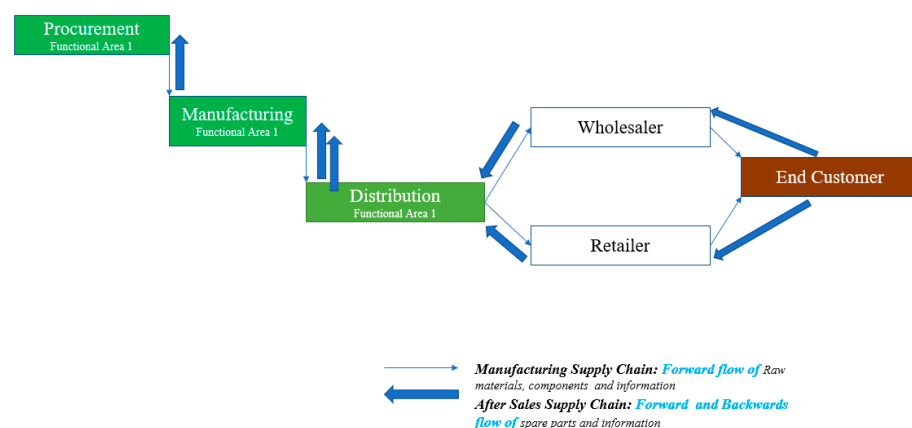 Procurement
Functional Area 1
Manufacturing
Functional Area 1
Wholesaler
End Customer
Distribution
Functional Area 1
Retailer
Manufacturing Supply Chain: Forward flow of Raw
materials, components and information
After Sales Supply Chain: Forward and Backwards
flow of spare parts and information